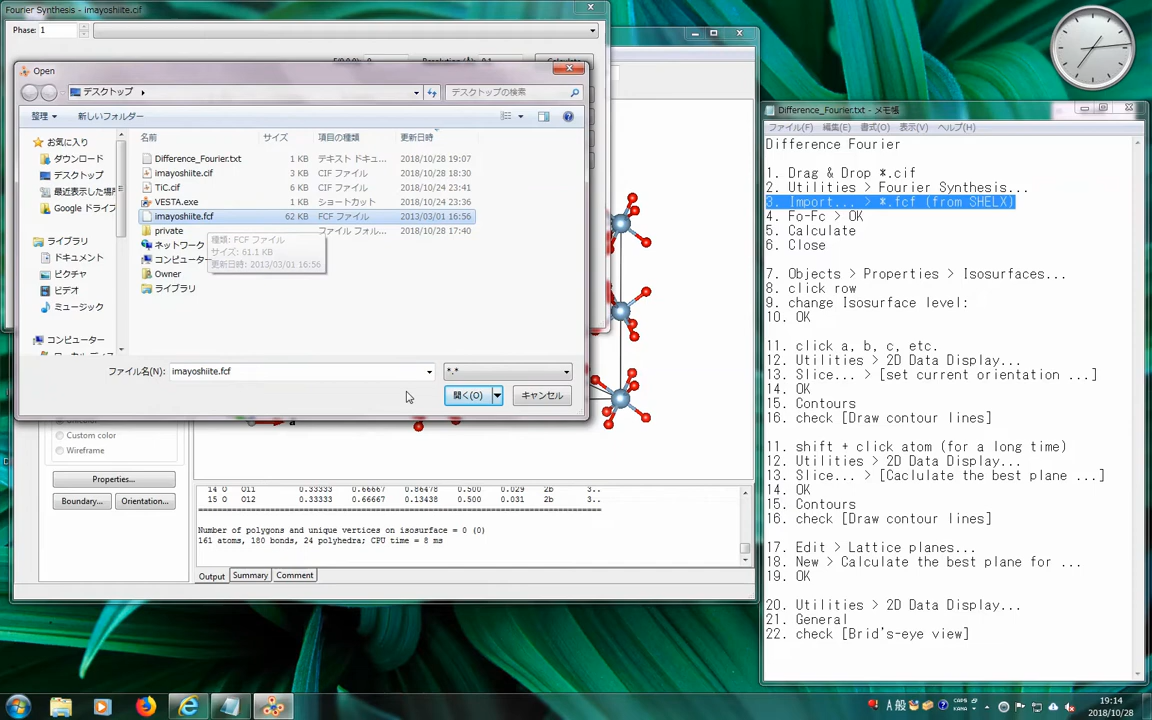 Fourier Synthesis - imayoshiite.cif
Phase: 1
Open
デスクトップ
デスクトップの検索
整理
新しいフォルダー
お気に入り
ダウンロード
デスクトップ
最近表示した場所
Google ドライブ
ライブラリ
ドキュメント
ピクチャ
ビデオ
ミュージック
コンピューター
名前 サイズ 項目の種類 更新日時
Difference_Fourier.txt 1 KB テキスト ドキュ... 2018/10/28 19:07
imayoshiite.cif 3 KB CIF ファイル 2018/10/28 18:30
TiC.cif 6 KB CIF ファイル 2018/10/24 23:41
VESTA.exe 1 KB ショートカット 2018/10/24 23:36
imayoshiite.fcf 62 KB FCF ファイル 2013/03/01 16:56
private ファイル フォル... 2018/10/28 17:40
ネットワーク
コンピューター
Owner
ライブラリ
種類: FCF ファイル
サイズ: 61.1 KB
更新日時: 2013/03/01 16:56
ファイル名(N): imayoshiite.fcf *.*
開く(O) キャンセル
Custom color
Wireframe
Properties...
Boundary... Orientation...
a
14 O O11 0.33333 0.66667 0.86478 0.500 0.029 2b 3..
15 O O12 0.33333 0.66667 0.13438 0.500 0.031 2b 3..
Number of polygons and unique vertices on isosurface = 0 (0)
161 atoms, 180 bonds, 24 polyhedra; CPU time = 8 ms
Output Summary Comment
Difference_Fourier.txt - メモ帳
ファイル(F) 編集(E) 書式(O) 表示(V) ヘルプ(H)
Difference Fourier
1. Drag & Drop *.cif
2. Utilities > Fourier Synthesis...
3. Import... > *.fcf (from SHELX)
4. Fo-Fc > OK
5. Calculate
6. Close
7. Objects > Properties > Isosurfaces...
8. click row
9. change Isosurface level:
10. OK
11. click a, b, c, etc.
12. Utilities > 2D Data Display...
13. Slice... > [set current orientation ...]
14. OK
15. Contours
16. check [Draw contour lines]
11. shift + click atom (for a long time)
12. Utilities > 2D Data Display...
13. Slice... > [Caclulate the best plane ...]
14. OK
15. Contours
16. check [Draw contour lines]
17. Edit > Lattice planes...
18. New > Calculate the best plane for ...
19. OK
20. Utilities > 2D Data Display...
21. General
22. check [Brid's-eye view]
A 般
CAPS
KANA
19:14
2018/10/28